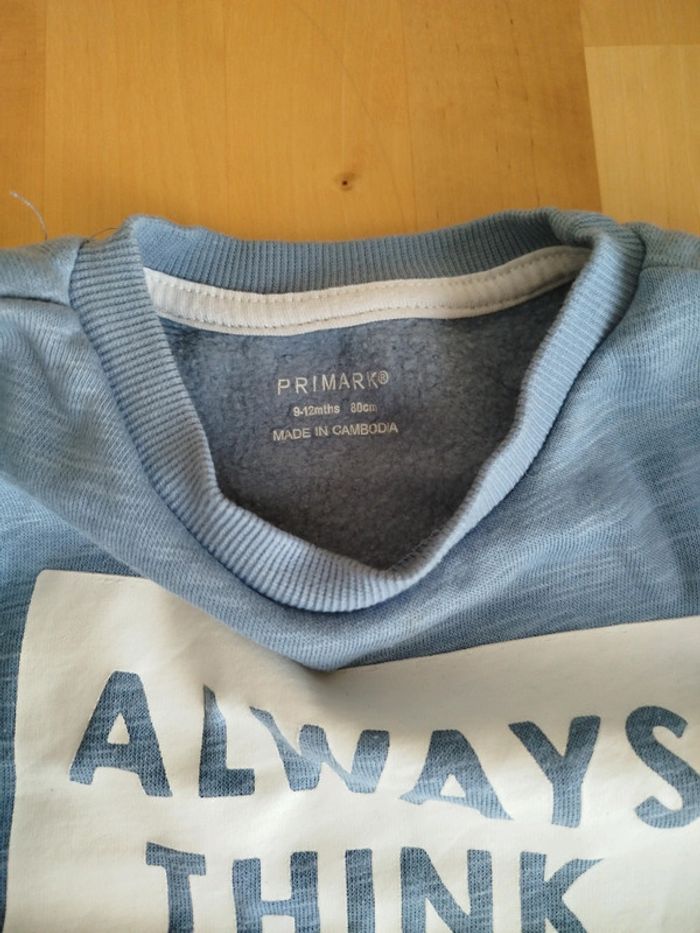 PRIMARK®
9-12mths 80cm
MADE IN CAMBODIA
ALWAYS
THINK